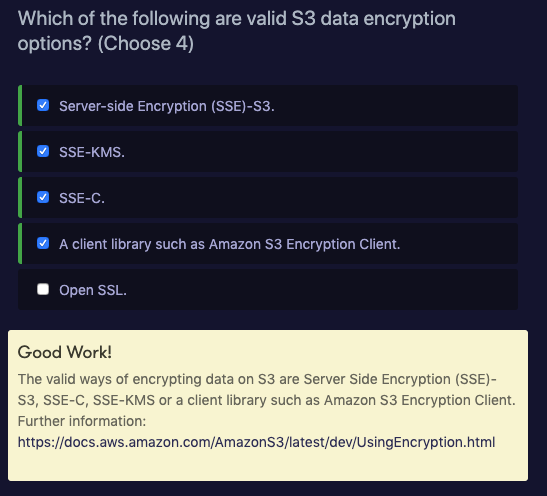 Which of the following are valid S3 data encryption
options? (Choose 4)
Server-side Encryption (SSE)-S3.
SSE-KMS.
SSE-C.
A client library such as Amazon S3 Encryption Client.
Open SSL.
Good Work!
The valid ways of encrypting data on S3 are Server Side Encryption (SSE)-
S3, SSE-C, SSE-KMS or a client library such as Amazon S3 Encryption Client.
Further information:
https://docs.aws.amazon.com/AmazonS3/latest/dev/UsingEncryption.html